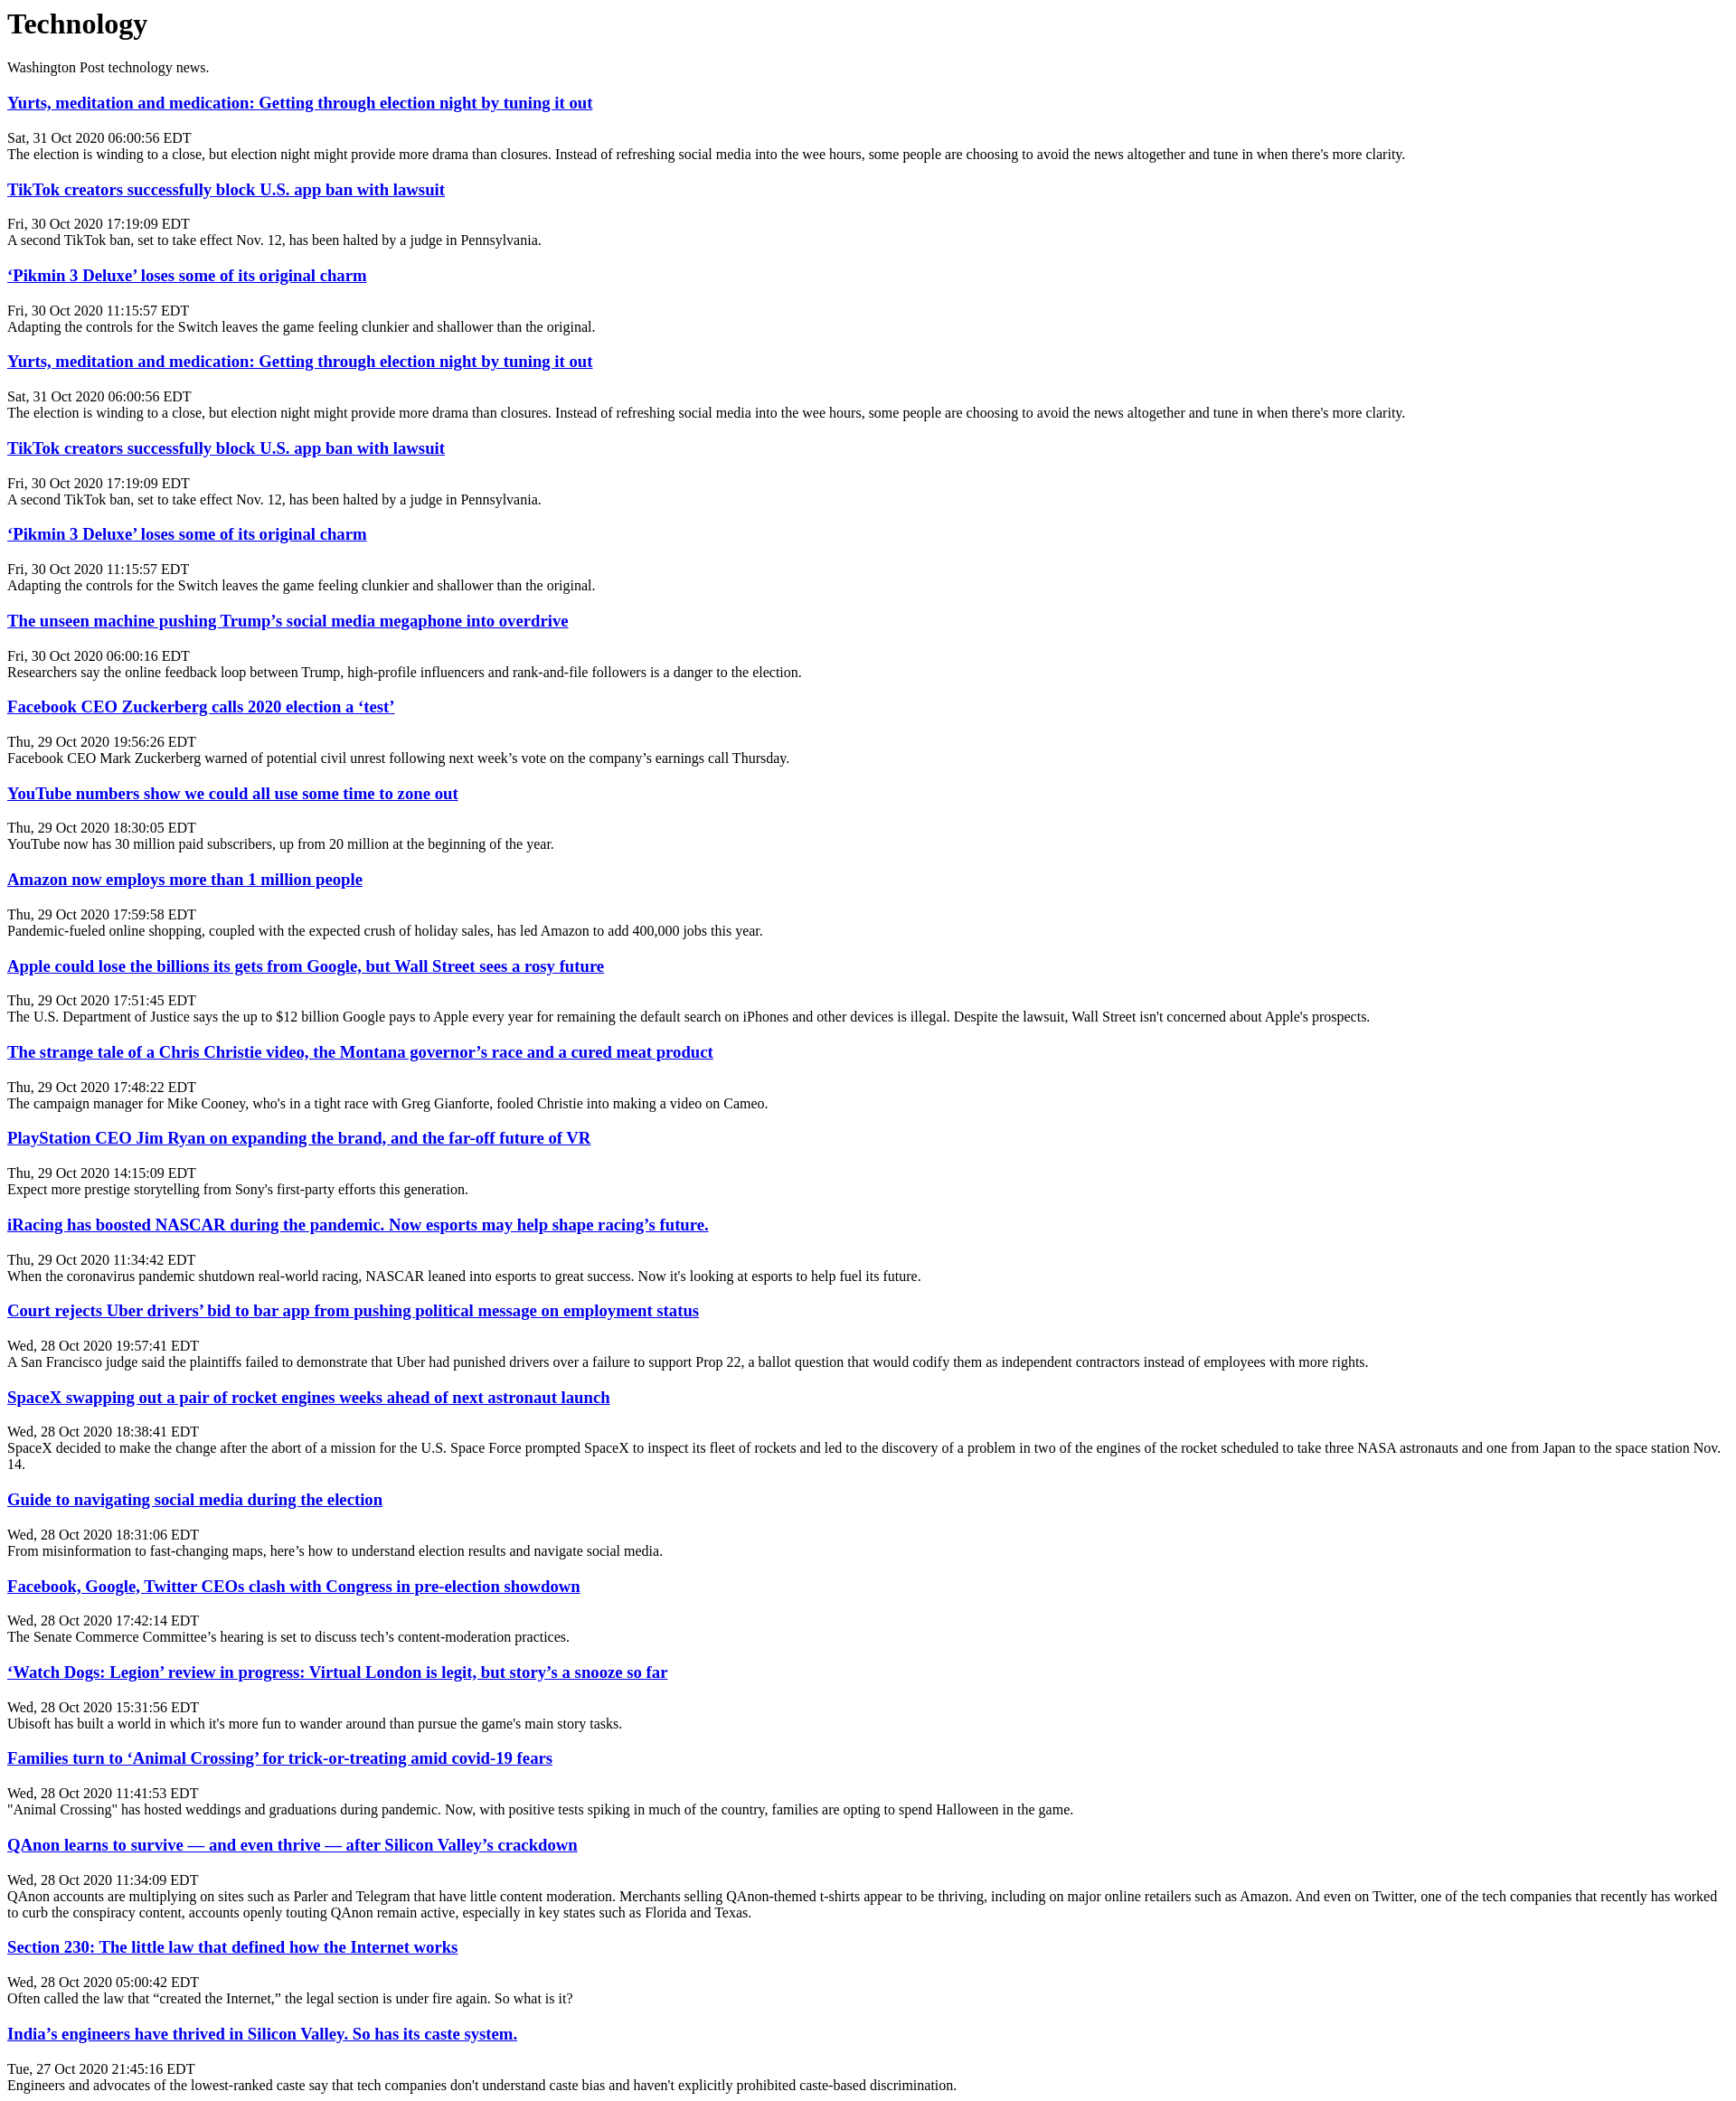 Technology
Washington Post technology news.
Yurts, meditation and medication: Getting through election night by tuning it out
Sat, 31 Oct 2020 06:00:56 EDT
The election is winding to a close, but election night might provide more drama than closures. Instead of refreshing social media into the wee hours, some people are choosing to avoid the news altogether and tune in when there's more clarity.
TikTok creators successfully block U.S. app ban with lawsuit
Fri, 30 Oct 2020 17:19:09 EDT
A second TikTok ban, set to take effect Nov. 12, has been halted by a judge in Pennsylvania.
‘Pikmin 3 Deluxe’ loses some of its original charm
Fri, 30 Oct 2020 11:15:57 EDT
Adapting the controls for the Switch leaves the game feeling clunkier and shallower than the original.
Yurts, meditation and medication: Getting through election night by tuning it out
Sat, 31 Oct 2020 06:00:56 EDT
The election is winding to a close, but election night might provide more drama than closures. Instead of refreshing social media into the wee hours, some people are choosing to avoid the news altogether and tune in when there's more clarity.
TikTok creators successfully block U.S. app ban with lawsuit
Fri, 30 Oct 2020 17:19:09 EDT
A second TikTok ban, set to take effect Nov. 12, has been halted by a judge in Pennsylvania.
‘Pikmin 3 Deluxe’ loses some of its original charm
Fri, 30 Oct 2020 11:15:57 EDT
Adapting the controls for the Switch leaves the game feeling clunkier and shallower than the original.
The unseen machine pushing Trump’s social media megaphone into overdrive
Fri, 30 Oct 2020 06:00:16 EDT
Researchers say the online feedback loop between Trump, high-profile influencers and rank-and-file followers is a danger to the election.
Facebook CEO Zuckerberg calls 2020 election a ‘test’
Thu, 29 Oct 2020 19:56:26 EDT
Facebook CEO Mark Zuckerberg warned of potential civil unrest following next week’s vote on the company’s earnings call Thursday.
YouTube numbers show we could all use some time to zone out
Thu, 29 Oct 2020 18:30:05 EDT
YouTube now has 30 million paid subscribers, up from 20 million at the beginning of the year.
Amazon now employs more than 1 million people
Thu, 29 Oct 2020 17:59:58 EDT
Pandemic-fueled online shopping, coupled with the expected crush of holiday sales, has led Amazon to add 400,000 jobs this year.
Apple could lose the billions its gets from Google, but Wall Street sees a rosy future
Thu, 29 Oct 2020 17:51:45 EDT
The U.S. Department of Justice says the up to $12 billion Google pays to Apple every year for remaining the default search on iPhones and other devices is illegal. Despite the lawsuit, Wall Street isn't concerned about Apple's prospects.
The strange tale of a Chris Christie video, the Montana governor’s race and a cured meat product
Thu, 29 Oct 2020 17:48:22 EDT
The campaign manager for Mike Cooney, who's in a tight race with Greg Gianforte, fooled Christie into making a video on Cameo.
PlayStation CEO Jim Ryan on expanding the brand, and the far-off future of VR
Thu, 29 Oct 2020 14:15:09 EDT
Expect more prestige storytelling from Sony's first-party efforts this generation.
iRacing has boosted NASCAR during the pandemic. Now esports may help shape racing’s future.
Thu, 29 Oct 2020 11:34:42 EDT
When the coronavirus pandemic shutdown real-world racing, NASCAR leaned into esports to great success. Now it's looking at esports to help fuel its future.
Court rejects Uber drivers’ bid to bar app from pushing political message on employment status
Wed, 28 Oct 2020 19:57:41 EDT
A San Francisco judge said the plaintiffs failed to demonstrate that Uber had punished drivers over a failure to support Prop 22, a ballot question that would codify them as independent contractors instead of employees with more rights.
SpaceX swapping out a pair of rocket engines weeks ahead of next astronaut launch
Wed, 28 Oct 2020 18:38:41 EDT
SpaceX decided to make the change after the abort of a mission for the U.S. Space Force prompted SpaceX to inspect its fleet of rockets and led to the discovery of a problem in two of the engines of the rocket scheduled to take three NASA astronauts and one from Japan to the space station Nov.
14.
Guide to navigating social media during the election
Wed, 28 Oct 2020 18:31:06 EDT
From misinformation to fast-changing maps, here’s how to understand election results and navigate social media.
Facebook, Google, Twitter CEOs clash with Congress in pre-election showdown
Wed, 28 Oct 2020 17:42:14 EDT
The Senate Commerce Committee’s hearing is set to discuss tech’s content-moderation practices.
‘Watch Dogs: Legion’ review in progress: Virtual London is legit, but story’s a snooze so far
Wed, 28 Oct 2020 15:31:56 EDT
Ubisoft has built a world in which it's more fun to wander around than pursue the game's main story tasks.
Families turn to ‘Animal Crossing’ for trick-or-treating amid covid-19 fears
Wed, 28 Oct 2020 11:41:53 EDT
"Animal Crossing" has hosted weddings and graduations during pandemic. Now, with positive tests spiking in much of the country, families are opting to spend Halloween in the game.
QAnon learns to survive — and even thrive — after Silicon Valley’s crackdown
Wed, 28 Oct 2020 11:34:09 EDT
QAnon accounts are multiplying on sites such as Parler and Telegram that have little content moderation. Merchants selling QAnon-themed t-shirts appear to be thriving, including on major online retailers such as Amazon. And even on Twitter, one of the tech companies that recently has worked
to curb the conspiracy content, accounts openly touting QAnon remain active, especially in key states such as Florida and Texas.
Section 230: The little law that defined how the Internet works
Wed, 28 Oct 2020 05:00:42 EDT
Often called the law that “created the Internet,” the legal section is under fire again. So what is it?
India’s engineers have thrived in Silicon Valley. So has its caste system.
Tue, 27 Oct 2020 21:45:16 EDT
Engineers and advocates of the lowest-ranked caste say that tech companies don't understand caste bias and haven't explicitly prohibited caste-based discrimination.